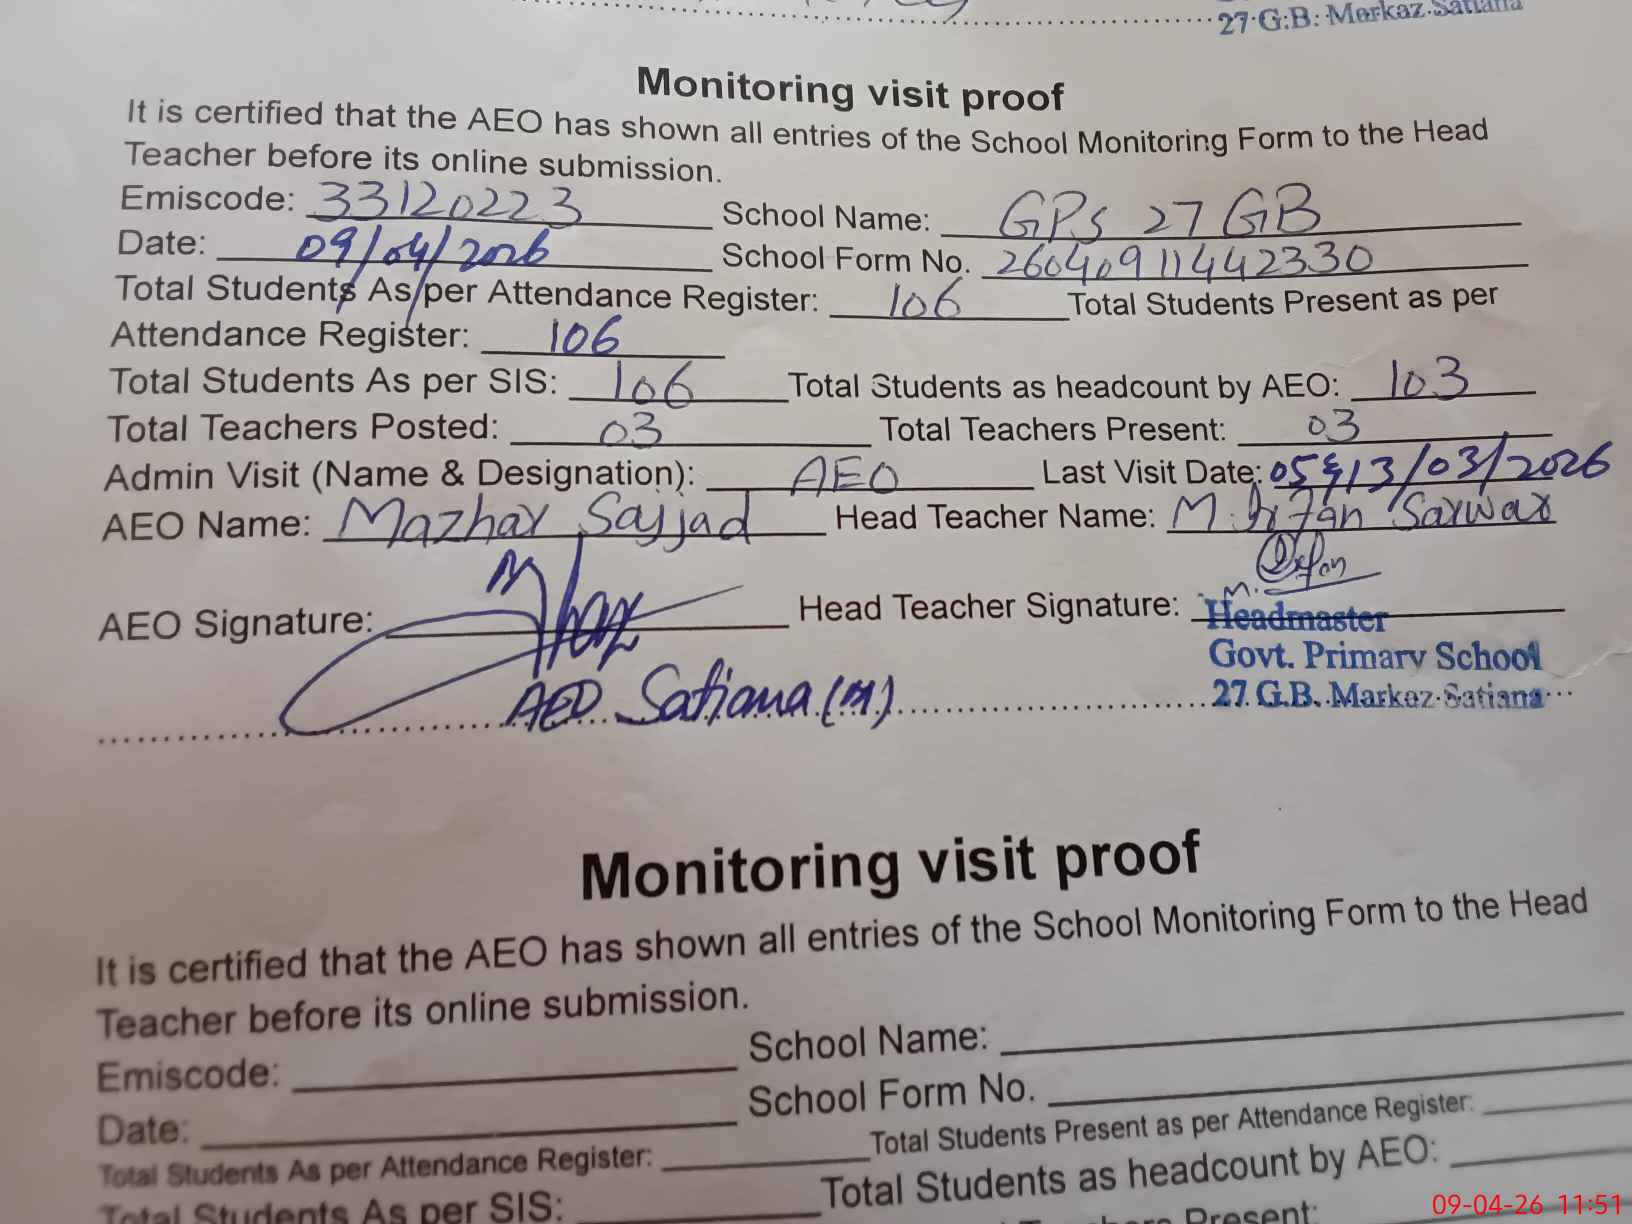 27 G.B. Markaz Satiana
Monitoring visit proof
It is certified that the AEO has shown all entries of the School Monitoring Form to the Head
Teacher before its online submission.
Emiscode: 33120223 School Name: GPS 27 GB
Date: 09/04/2026 School Form No. 26040911442330
Total Students As per Attendance Register: 106 Total Students Present as per
Attendance Register: 106
Total Students As per SIS: 106 Total Students as headcount by AEO: 103
Total Teachers Posted: 03 Total Teachers Present: 03
Admin Visit (Name & Designation): AEO Last Visit Date: 05 & 13/03/2026
AEO Name: Mazhar Sajjad Head Teacher Name: M. Irfan Sarwar
M. Irfan
AEO Signature: Head Teacher Signature:
Headmaster
Govt. Primary School
AEO Satiana (M) 27 G.B. Markaz Satiana
Monitoring visit proof
It is certified that the AEO has shown all entries of the School Monitoring Form to the Head
Teacher before its online submission.
Emiscode: School Name:
Date: School Form No.
Total Students As per Attendance Register: Total Students Present as per Attendance Register:
Total Students As per SIS: Total Students as headcount by AEO:
Present:
09-04-26 11:51